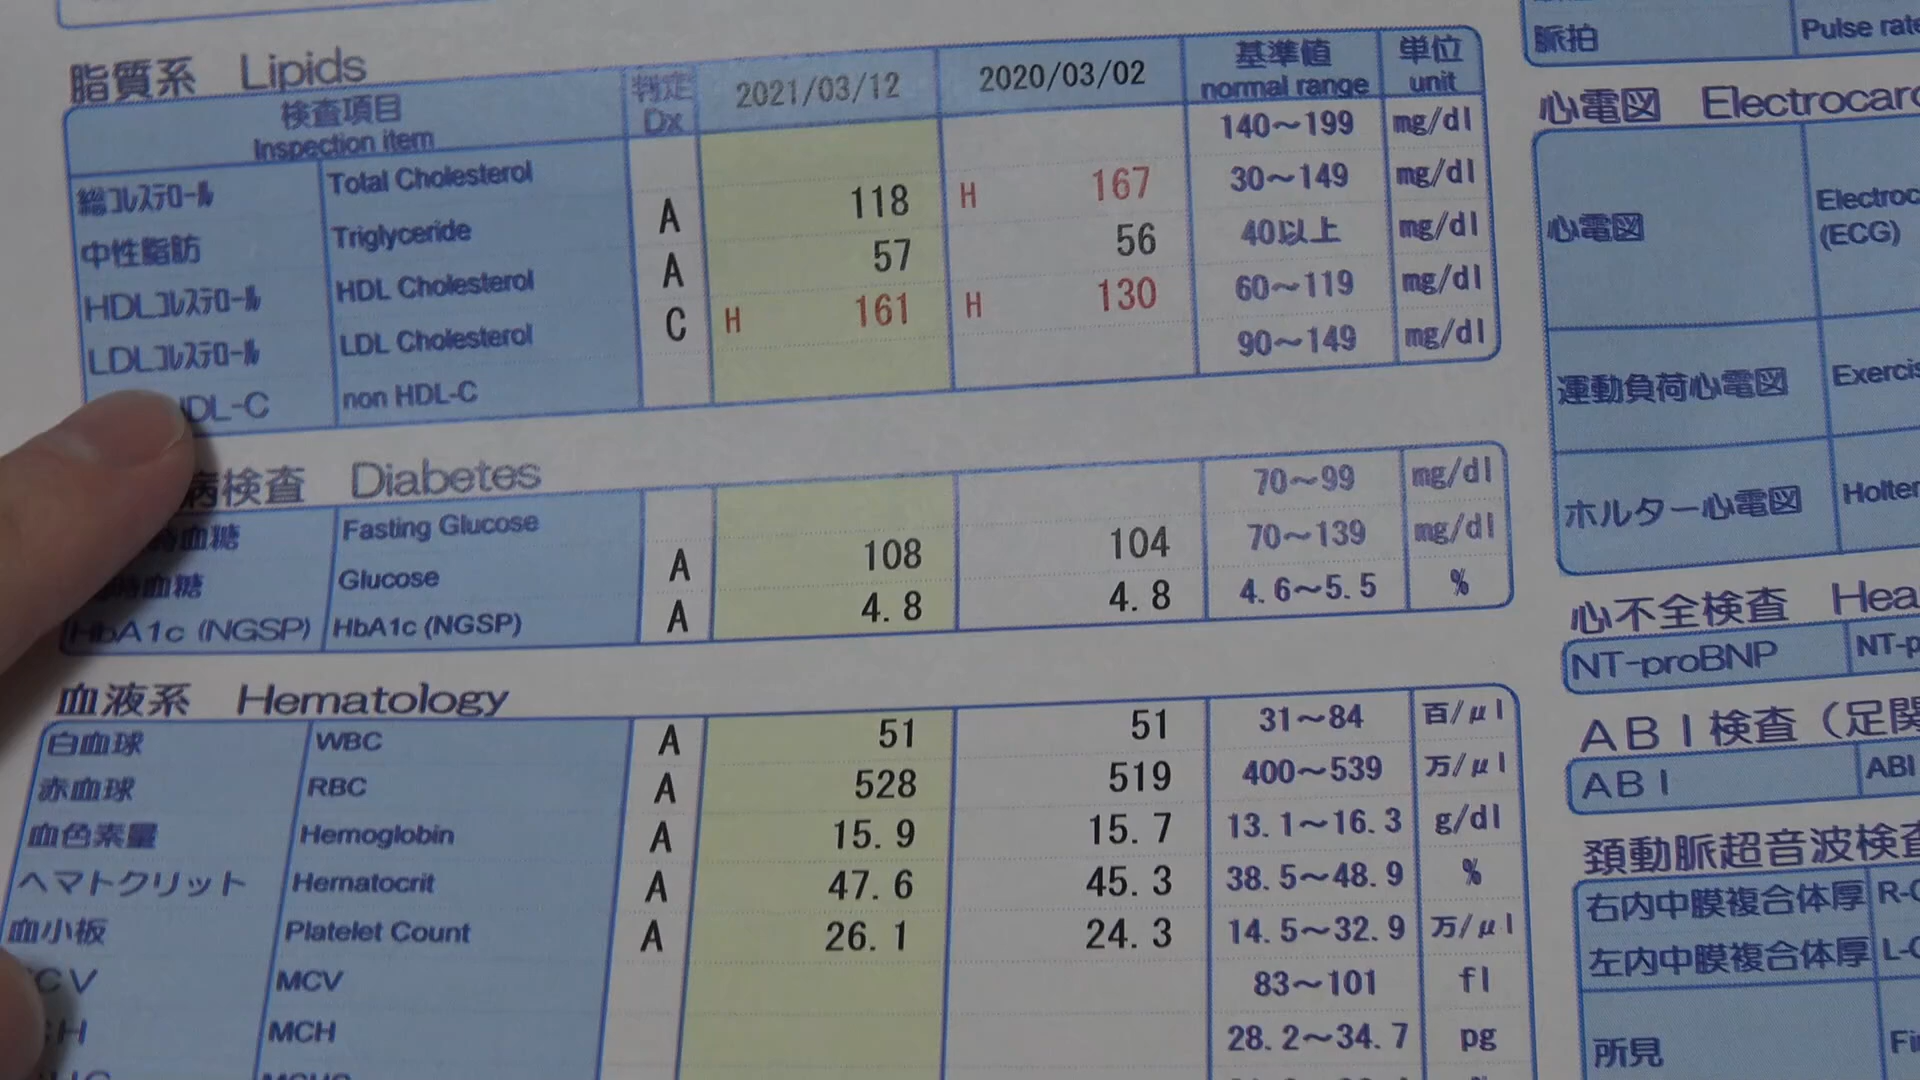 脂質系 Lipids
検査項目 Inspection item 判定 Dx 2021/03/12 2020/03/02 基準値 normal range 単位 unit
総コレステロール Total Cholesterol 140~199 mg/dl
中性脂肪 Triglyceride A 118 H 167 30~149 mg/dl
HDLコレステロール HDL Cholesterol A 57 56 40以上 mg/dl
LDLコレステロール LDL Cholesterol C H 161 H 130 60~119 mg/dl
DL-C non HDL-C 90~149 mg/dl
病検査 Diabetes
血糖 Fasting Glucose 70~99 mg/dl
時血糖 Glucose A 108 104 70~139 mg/dl
HbA1c (NGSP) HbA1c (NGSP) A 4.8 4.8 4.6~5.5 %
血液系 Hematology
白血球 WBC A 51 51 31~84 百/μl
赤血球 RBC A 528 519 400~539 万/μl
血色素量 Hemoglobin A 15.9 15.7 13.1~16.3 g/dl
ヘマトクリット Hematocrit A 47.6 45.3 38.5~48.9 %
血小板 Platelet Count A 26.1 24.3 14.5~32.9 万/μl
CV MCV 83~101 fl
H MCH 28.2~34.7 pg
脈拍 Pulse rate
心電図 Electrocar
心電図 Electroc
(ECG)
運動負荷心電図 Exercis
ホルター心電図 Holter
心不全検査 Hea
NT-proBNP NT-p
ABI検査(足関
ABI ABI
頚動脈超音波検査
右内中膜複合体厚 R-C
左内中膜複合体厚 L-C
所見 Fi